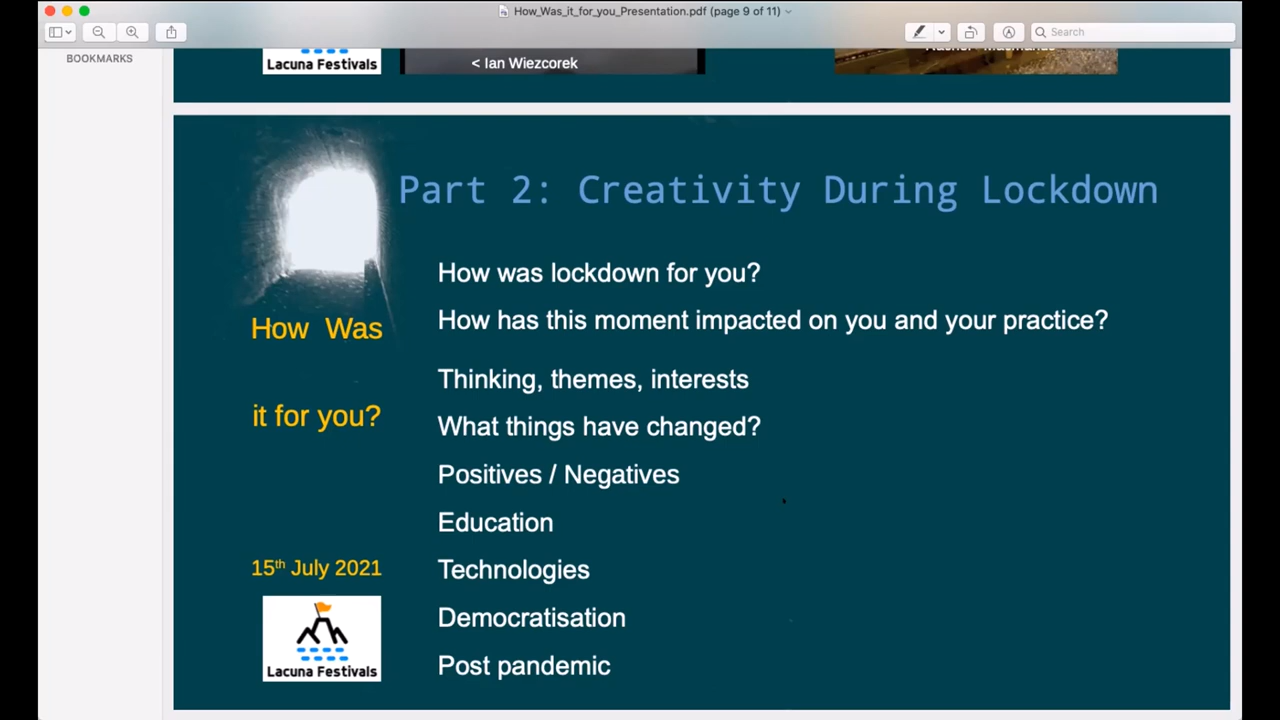 How_Was_it_for_you_Presentation.pdf (page 9 of 11)
Search
BOOKMARKS
Lacuna Festivals
< Ian Wiezcorek
Part 2: Creativity During Lockdown
How was lockdown for you?
How has this moment impacted on you and your practice?
How Was
Thinking, themes, interests
it for you?
What things have changed?
Positives / Negatives
Education
15th July 2021
Technologies
Democratisation
Lacuna Festivals
Post pandemic